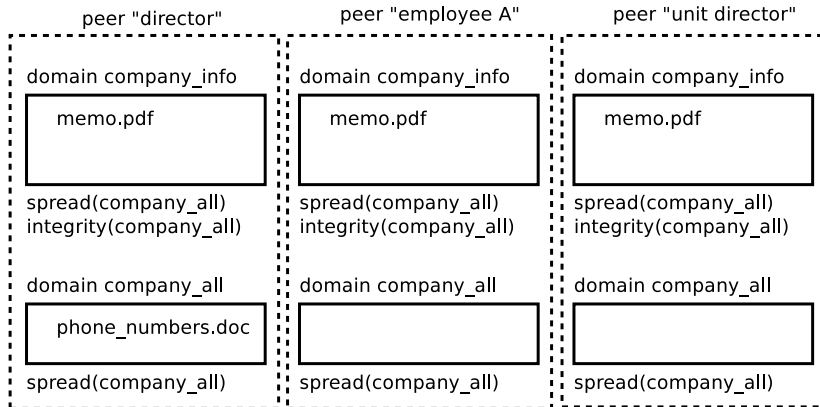 peer "director"
domain company_info
memo.pdf
spread(company_all)
integrity(company_all)
domain company_all
phone_numbers.doc
spread(company_all)
peer "employee A"
domain company_info
memo.pdf
spread(company_all)
integrity(company_all)
domain company_all
spread(company_all)
peer "unit director"
domain company_info
memo.pdf
spread(company_all)
integrity(company_all)
domain company_all
spread(company_all)